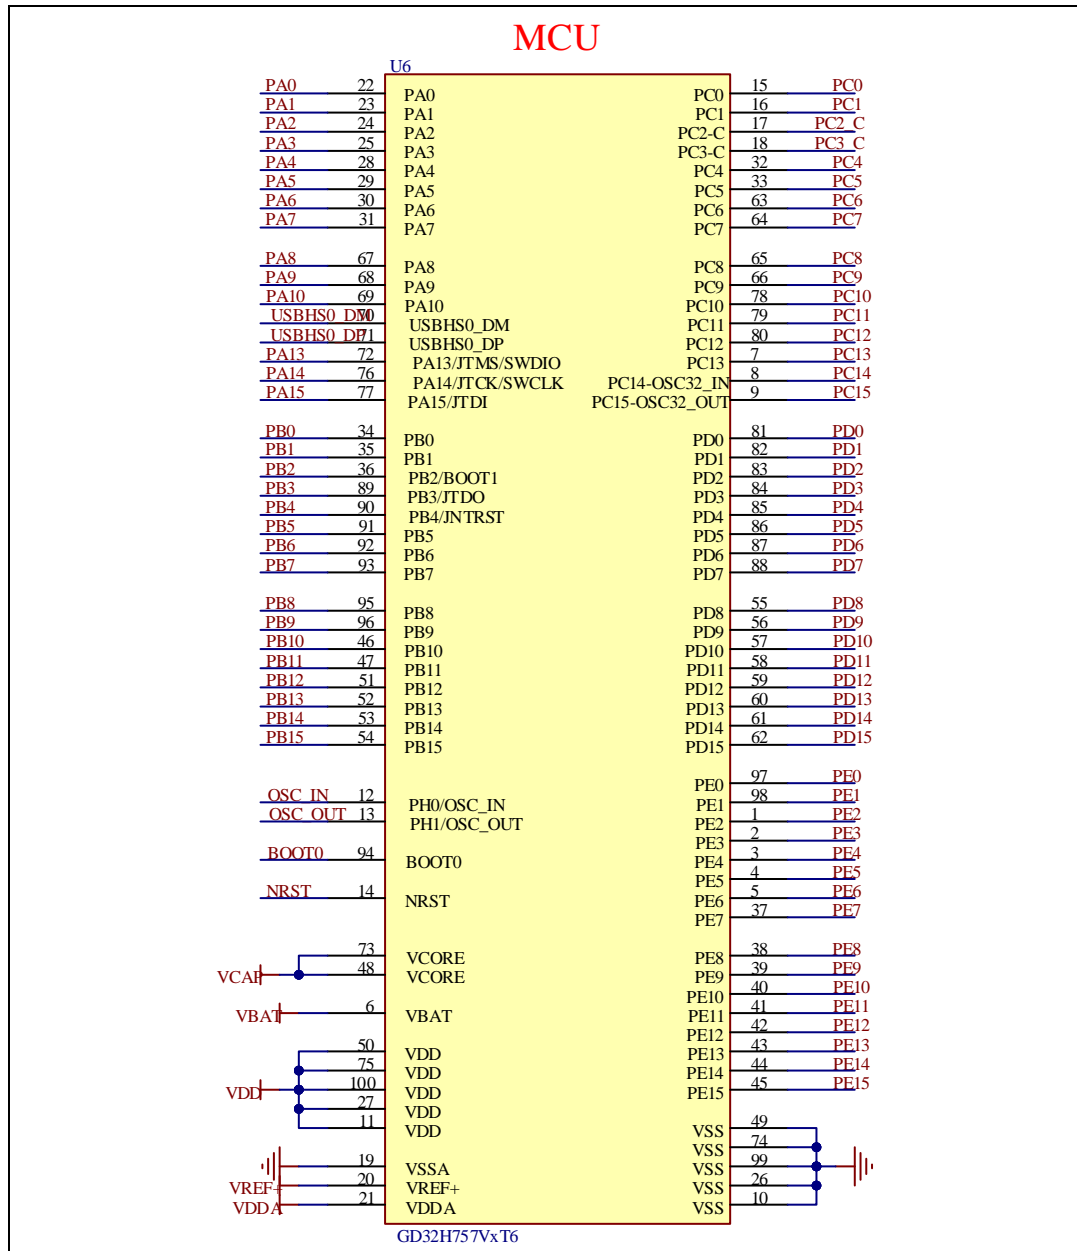 MCU
U6
PA0 22 PA0 PC0 15 PC0
PA1 23 PA1 PC1 16 PC1
PA2 24 PA2 PC2-C 17 PC2_C
PA3 25 PA3 PC3-C 18 PC3_C
PA4 28 PA4 PC4 32 PC4
PA5 29 PA5 PC5 33 PC5
PA6 30 PA6 PC6 63 PC6
PA7 31 PA7 PC7 64 PC7
PA8 67 PA8 PC8 65 PC8
PA9 68 PA9 PC9 66 PC9
PA10 69 PA10 PC10 78 PC10
USBHS0_DM 70 USBHS0_DM PC11 79 PC11
USBHS0_DP 71 USBHS0_DP PC12 80 PC12
PA13 72 PA13/JTMS/SWDIO PC13 7 PC13
PA14 76 PA14/JTCK/SWCLK PC14-OSC32_IN 8 PC14
PA15 77 PA15/JTDI PC15-OSC32_OUT 9 PC15
PB0 34 PB0 PD0 81 PD0
PB1 35 PB1 PD1 82 PD1
PB2 36 PB2/BOOT1 PD2 83 PD2
PB3 89 PB3/JTDO PD3 84 PD3
PB4 90 PB4/JNTRST PD4 85 PD4
PB5 91 PB5 PD5 86 PD5
PB6 92 PB6 PD6 87 PD6
PB7 93 PB7 PD7 88 PD7
PB8 95 PB8 PD8 55 PD8
PB9 96 PB9 PD9 56 PD9
PB10 46 PB10 PD10 57 PD10
PB11 47 PB11 PD11 58 PD11
PB12 51 PB12 PD12 59 PD12
PB13 52 PB13 PD13 60 PD13
PB14 53 PB14 PD14 61 PD14
PB15 54 PB15 PD15 62 PD15
PE0 97 PE0
OSC_IN 12 PH0/OSC_IN PE1 98 PE1
OSC_OUT 13 PH1/OSC_OUT PE2 1 PE2
PE3 2 PE3
BOOT0 94 BOOT0 PE4 3 PE4
PE5 4 PE5
NRST 14 NRST PE6 5 PE6
PE7 37 PE7
73 VCORE PE8 38 PE8
VCAP 48 VCORE PE9 39 PE9
PE10 40 PE10
VBAT 6 VBAT PE11 41 PE11
PE12 42 PE12
50 VDD PE13 43 PE13
75 VDD PE14 44 PE14
VDD 100 VDD PE15 45 PE15
27 VDD
11 VDD VSS 49
VSS 74
19 VSSA VSS 99
VREF+ 20 VREF+ VSS 26
VDDA 21 VDDA VSS 10
GD32H757VxT6